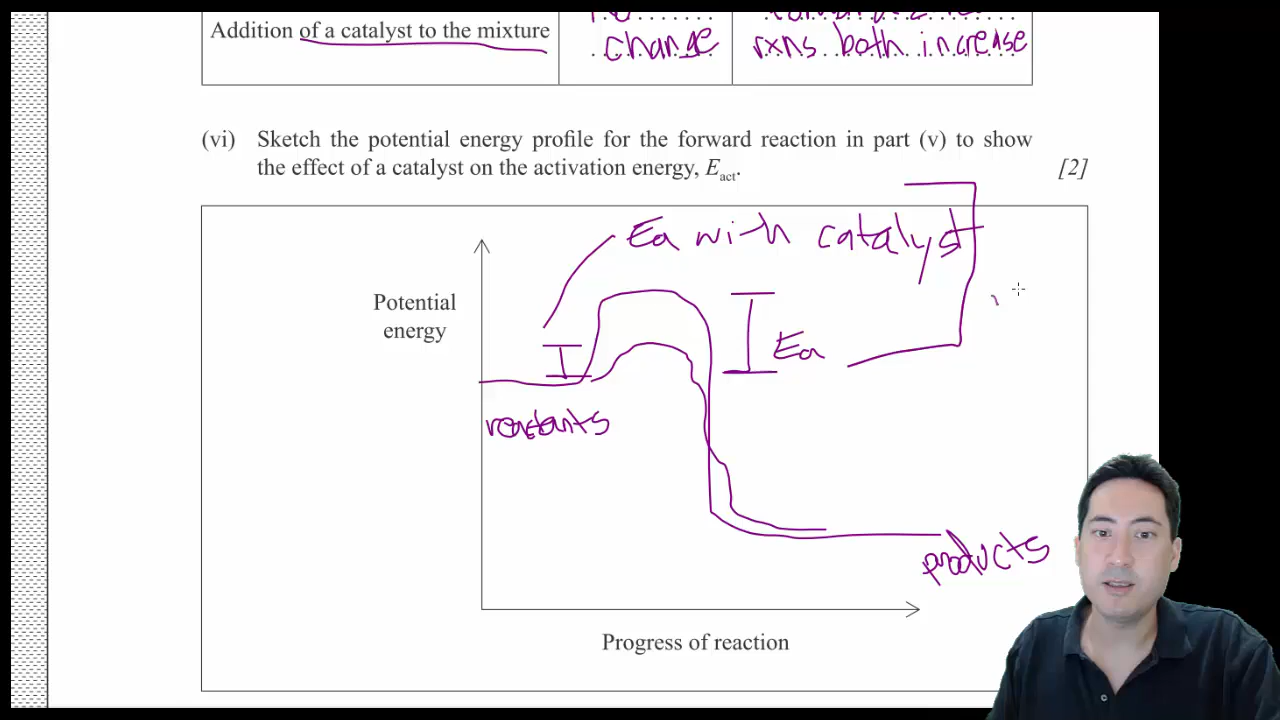 Addition of a catalyst to the mixture
change
rxns both increase
(vi) Sketch the potential energy profile for the forward reaction in part (v) to show
the effect of a catalyst on the activation energy, Eact.
[2]
Ea with catalyst
Potential
energy
Ea
reactants
products
Progress of reaction